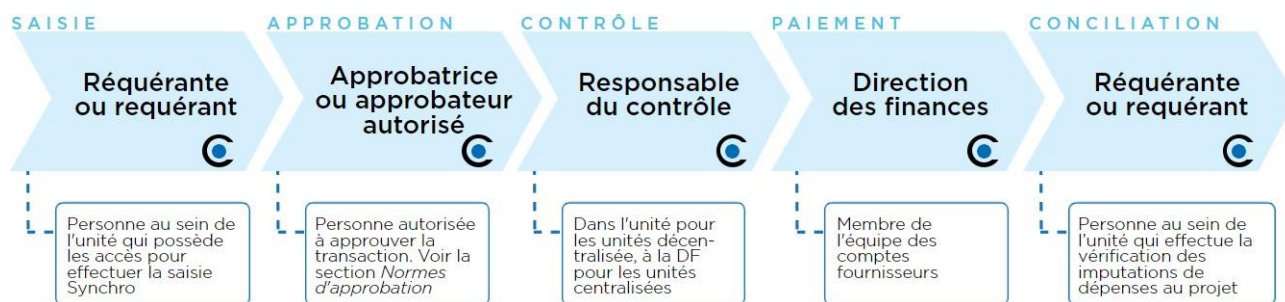 SAISIE
APPROBATION
CONTRÔLE
PAIEMENT
CONCILIATION
Réquérante
ou requérant
Approbatrice
ou approbateur
autorisé
Responsable
du contrôle
Direction
des finances
Réquérante
ou requérant
Personne au sein de
l'unité qui possède
les accès pour
effectuer la saisie
Synchro
Personne autorisée
à approuver la
transaction. Voir la
section Normes
d'approbation
Dans l'unité pour
les unités décen-
tralisée, à la DF
pour les unités
centralisées
Membre de
l'équipe des
comptes
fournisseurs
Personne au sein de
l'unité qui effectue la
vérification des
imputations de
dépenses au projet